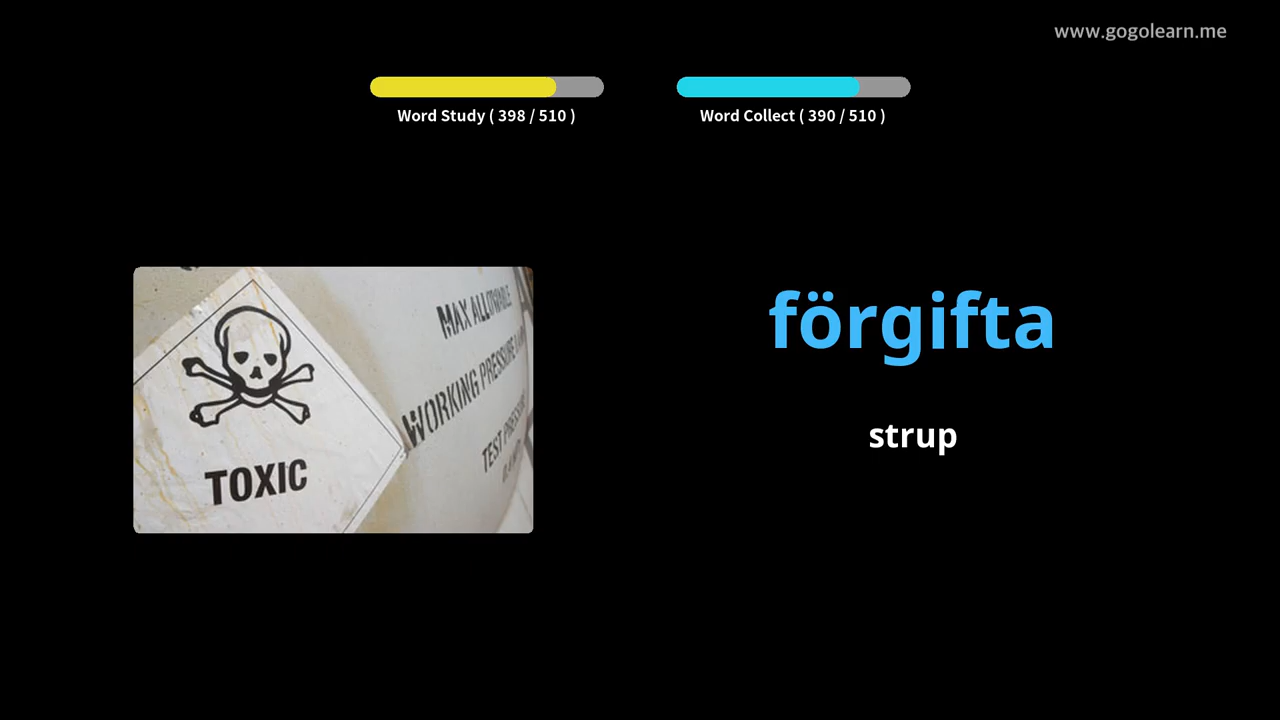 www.gogolearn.me
Word Study ( 398 / 510 )
Word Collect ( 390 / 510 )
förgifta
strup
MAX ALLOWABLE
WORKING PRESSURE
TEST PRESSURE
TOXIC